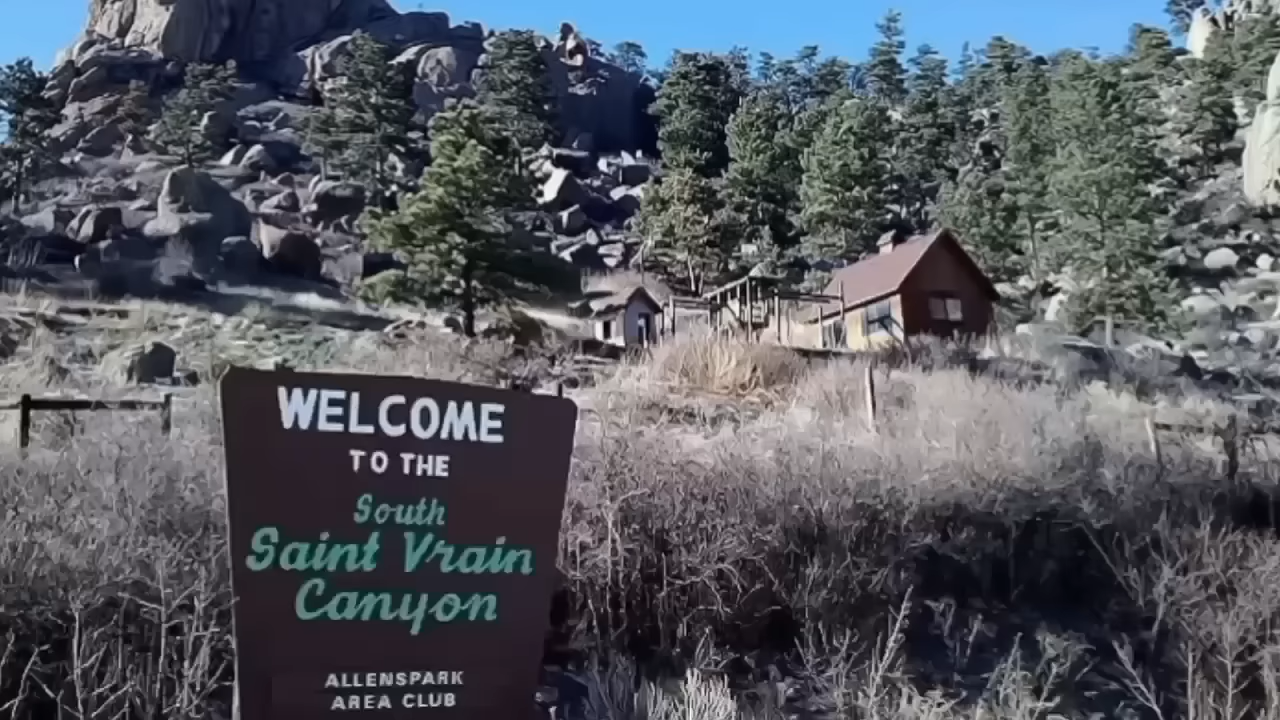 WELCOME
TO THE
South
Saint Vrain
Canyon
ALLENSPARK
AREA CLUB